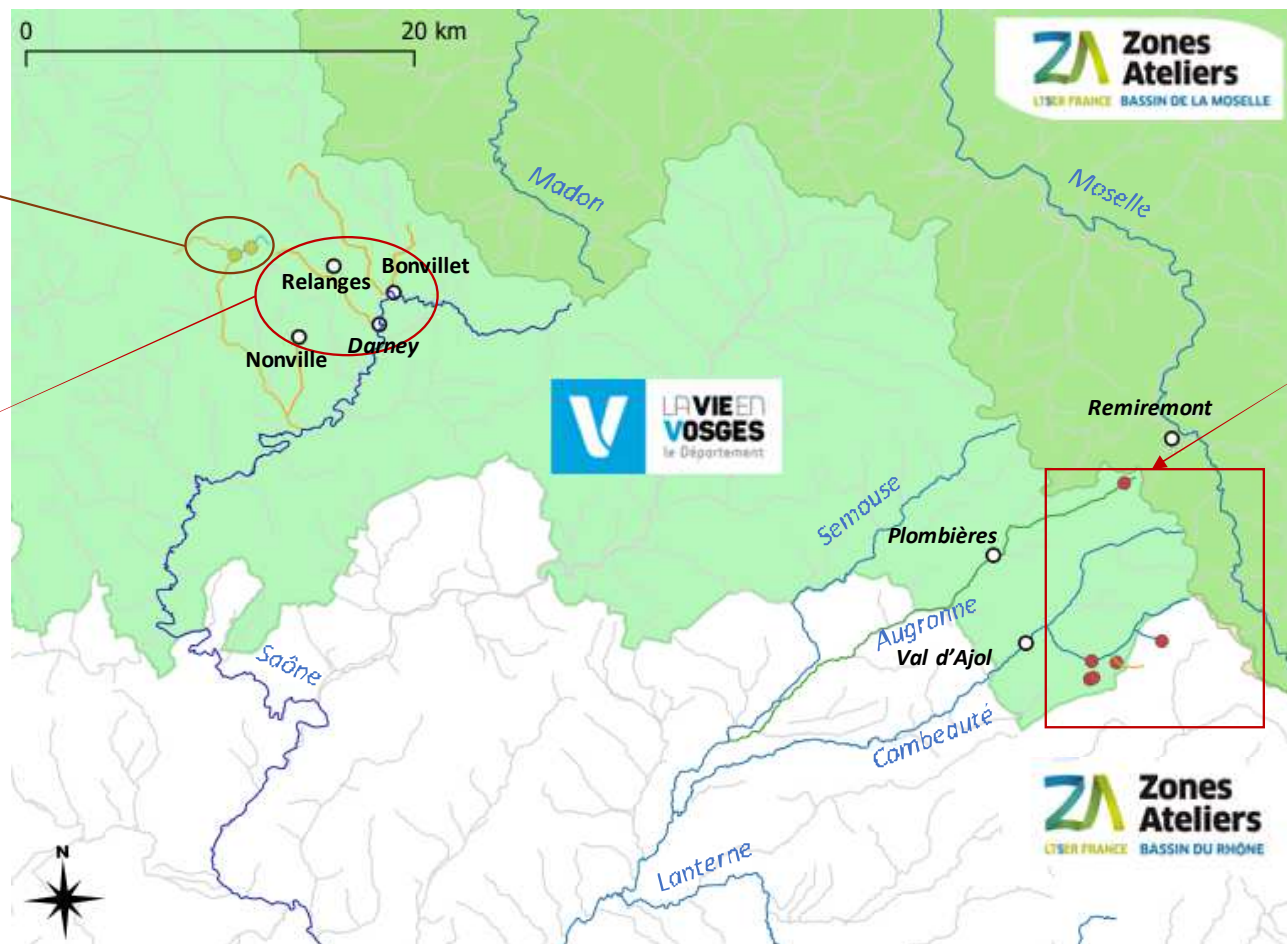 0 20 km
Zones
Ateliers
LTSER FRANCE BASSIN DE LA MOSELLE
Madon
Moselle
Relanges
Bonvillet
Nonville
Darney
LA VIE EN
VOSGES
le Département
Remiremont
Semouse
Plombières
Augronne
Val d'Ajol
Saône
Combeauté
Zones
Ateliers
LTSER FRANCE BASSIN DU RHÔNE
Lanterne
N